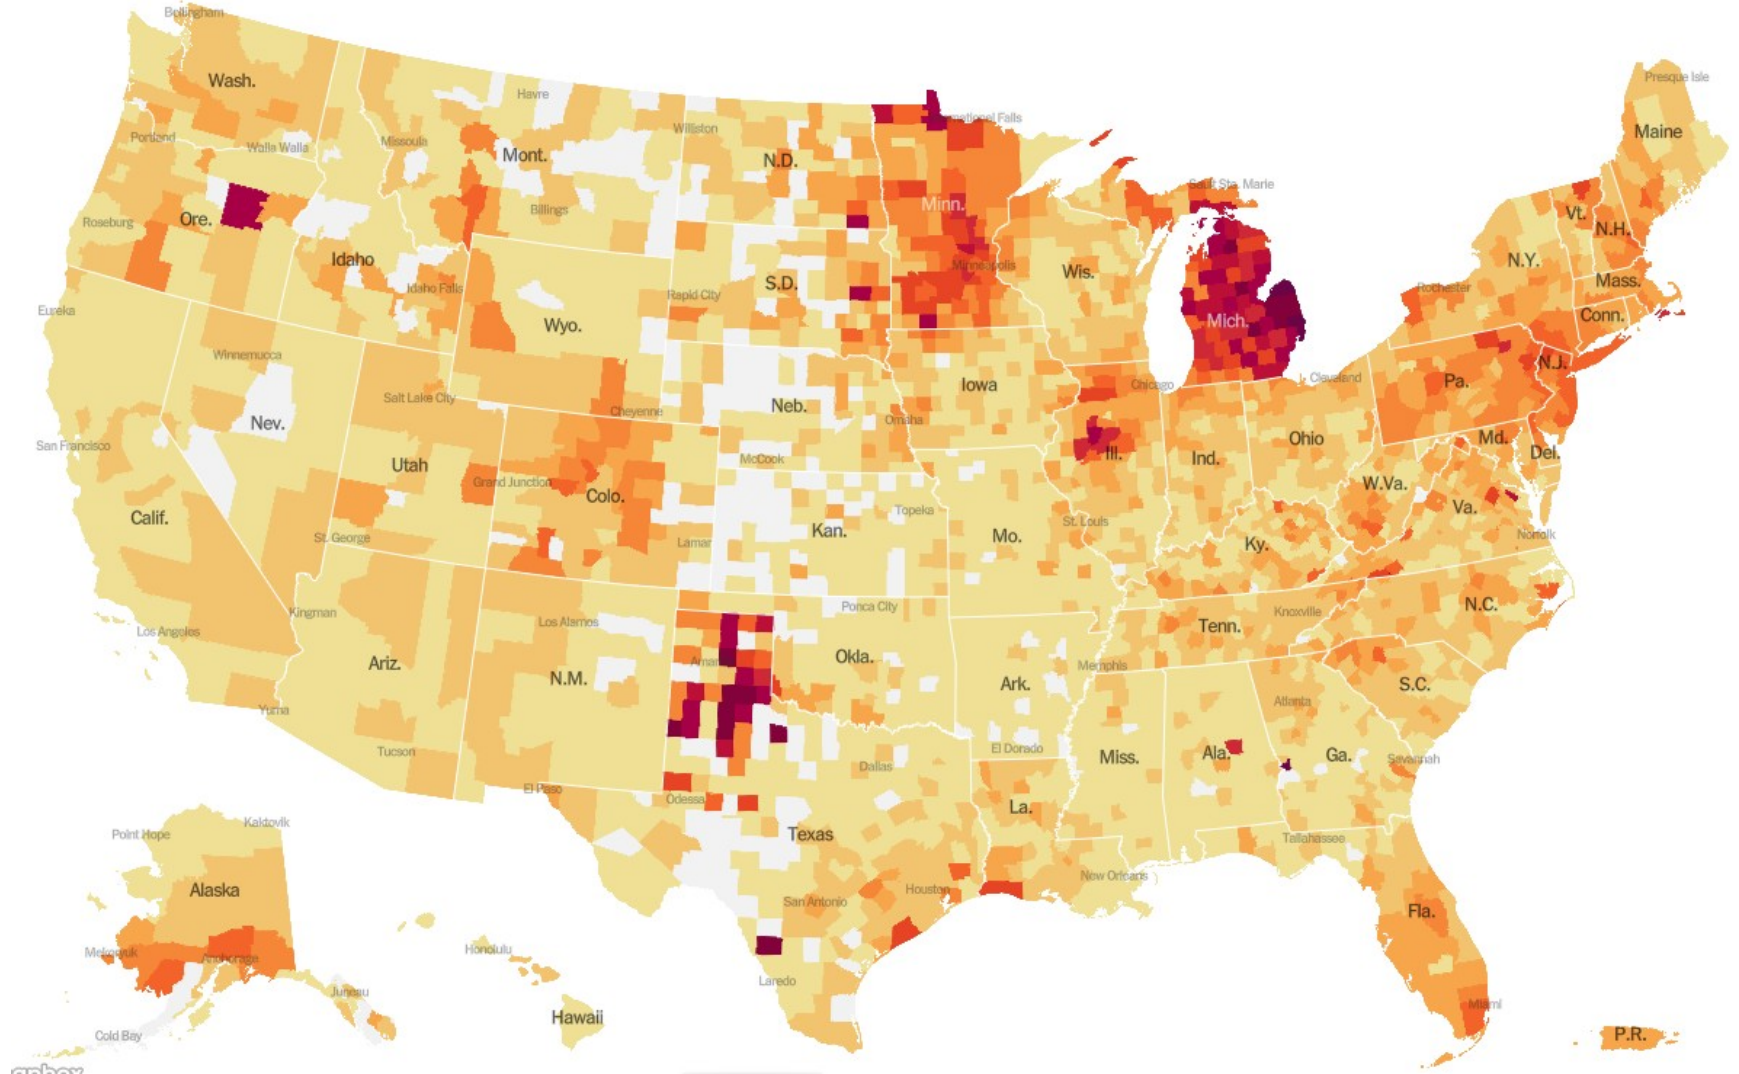 Bellingham
Wash.
Portland
Walla Walla
Missoula
Havre
Mont.
Billings
Williston
N.D.
national Falls
Minn.
Minneapolis
Sault Ste. Marie
Presque Isle
Maine
Vt.
N.H.
N.Y.
Rochester
Mass.
Conn.
Roseburg
Ore.
Idaho
Idaho Falls
Eureka
Wyo.
Rapid City
S.D.
Wis.
Mich.
Winnemucca
Nev.
Salt Lake City
Cheyenne
Neb.
Omaha
Iowa
Chicago
Cleveland
Pa.
N.J.
San Francisco
Utah
Grand Junction
Colo.
McCook
Ill.
Ind.
Ohio
Md.
Del.
W.Va.
Va.
Calif.
St. George
Lamar
Kan.
Topeka
Mo.
St. Louis
Ky.
Norfolk
Kingman
Los Alamos
Ponca City
Knoxville
N.C.
Tenn.
Los Angeles
Ariz.
N.M.
Amar
Okla.
Ark.
Memphis
S.C.
Yuma
Tucson
El Paso
Odessa
Dallas
El Dorado
Miss.
Ala.
Atlanta
Ga.
Savannah
Texas
La.
Tallahassee
New Orleans
Houston
San Antonio
Laredo
Fla.
Miami
P.R.
Point Hope
Kaktovik
Alaska
Mekoryuk
Anchorage
Juneau
Cold Bay
Honolulu
Hawaii